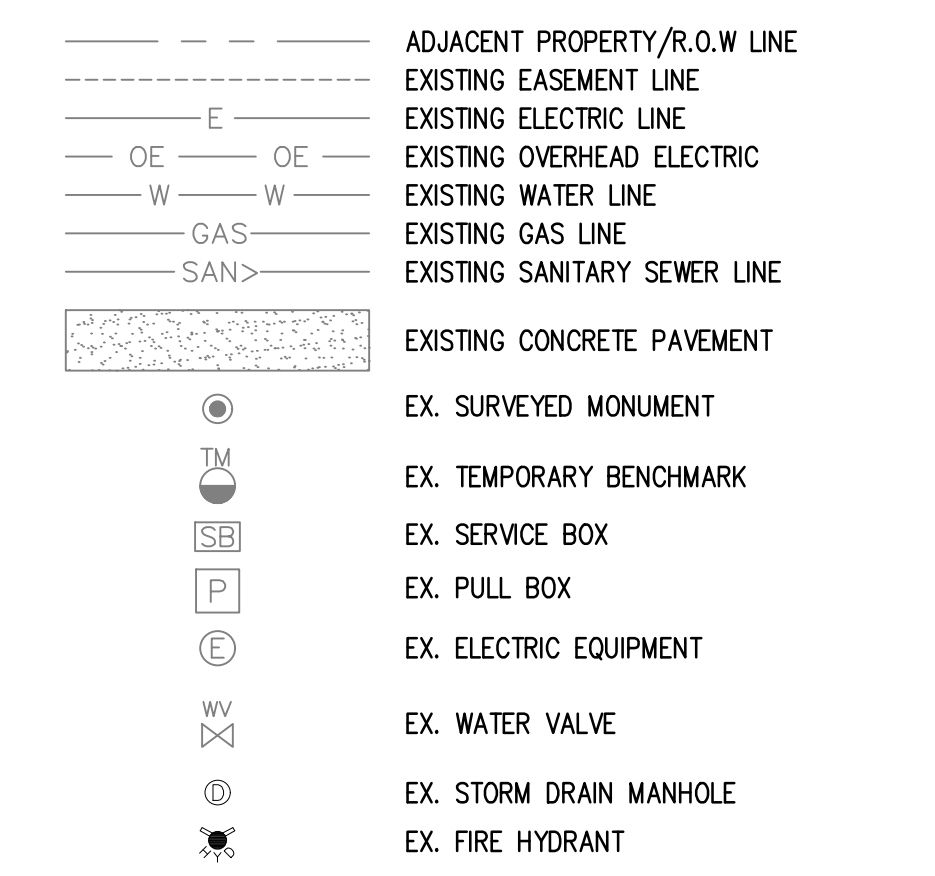 ADJACENT PROPERTY/R.O.W LINE
EXISTING EASEMENT LINE
E EXISTING ELECTRIC LINE
OE OE EXISTING OVERHEAD ELECTRIC
W W EXISTING WATER LINE
GAS EXISTING GAS LINE
SAN> EXISTING SANITARY SEWER LINE
EXISTING CONCRETE PAVEMENT
EX. SURVEYED MONUMENT
TM
EX. TEMPORARY BENCHMARK
SB EX. SERVICE BOX
P EX. PULL BOX
E EX. ELECTRIC EQUIPMENT
WV
EX. WATER VALVE
D EX. STORM DRAIN MANHOLE
HYD EX. FIRE HYDRANT